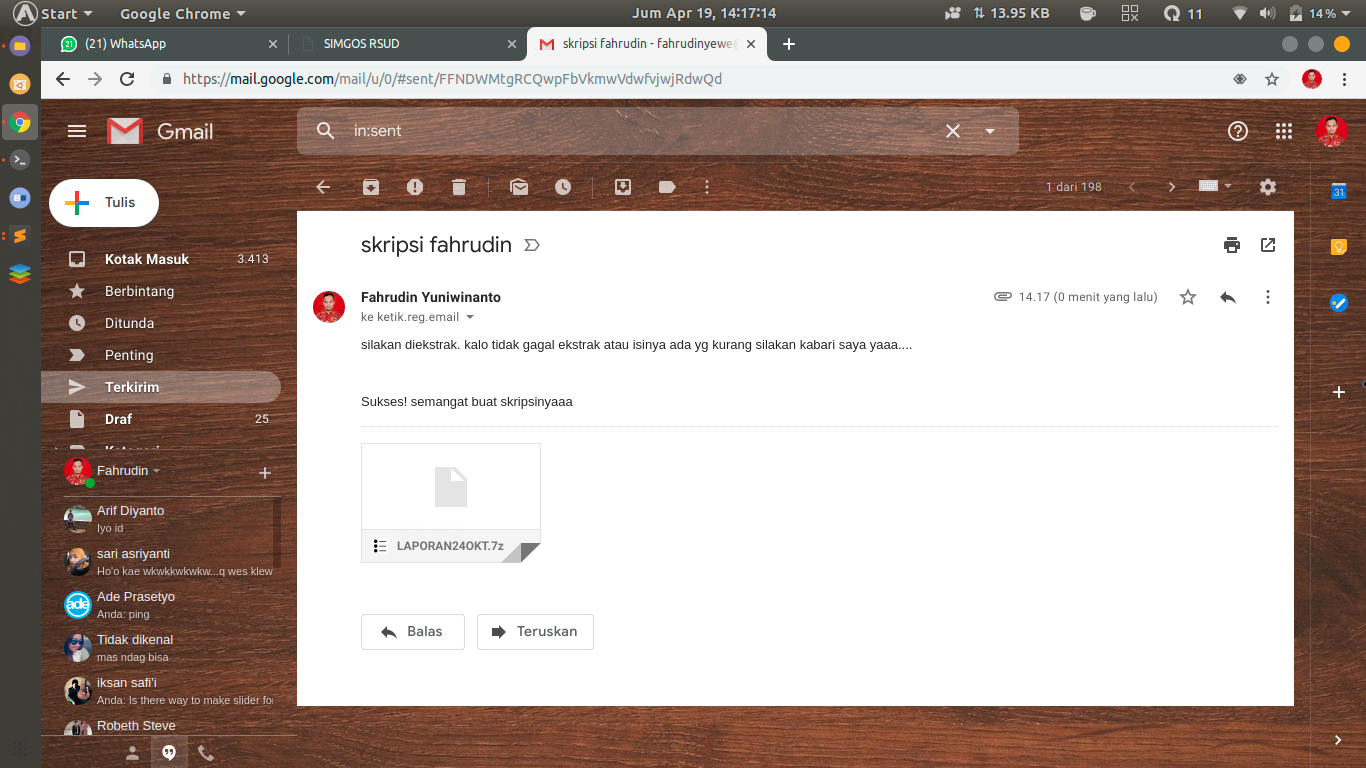 Start
Google Chrome
Jum Apr 19, 14:17:14
13.95 KB
11
14 %
(21) WhatsApp
SIMGOS RSUD
skripsi fahrudin - fahrudinyewe@
https://mail.google.com/mail/u/0/#sent/FFNDWMtgRCQwpFbVkmwVdwfvjwjRdwQd
Gmail
in:sent
Tulis
1 dari 198
31
Kotak Masuk 3.413
Berbintang
Ditunda
Penting
Terkirim
Draf 25
Kategori
skripsi fahrudin
Fahrudin Yuniwinanto
14.17 (0 menit yang lalu)
ke ketik.reg.email
silakan diekstrak. kalo tidak gagal ekstrak atau isinya ada yg kurang silakan kabari saya yaaa....
Sukses! semangat buat skripsinyaaa
LAPORAN24OKT.7z
Balas
Teruskan
Fahrudin
Arif Diyanto
Iyo id
sari asriyanti
Ho'o kae wkwkkwkwkw...q wes klew
ade
Ade Prasetyo
Anda: ping
Tidak dikenal
mas ndag bisa
iksan safi'i
Anda: Is there way to make slider for
Robeth Steve